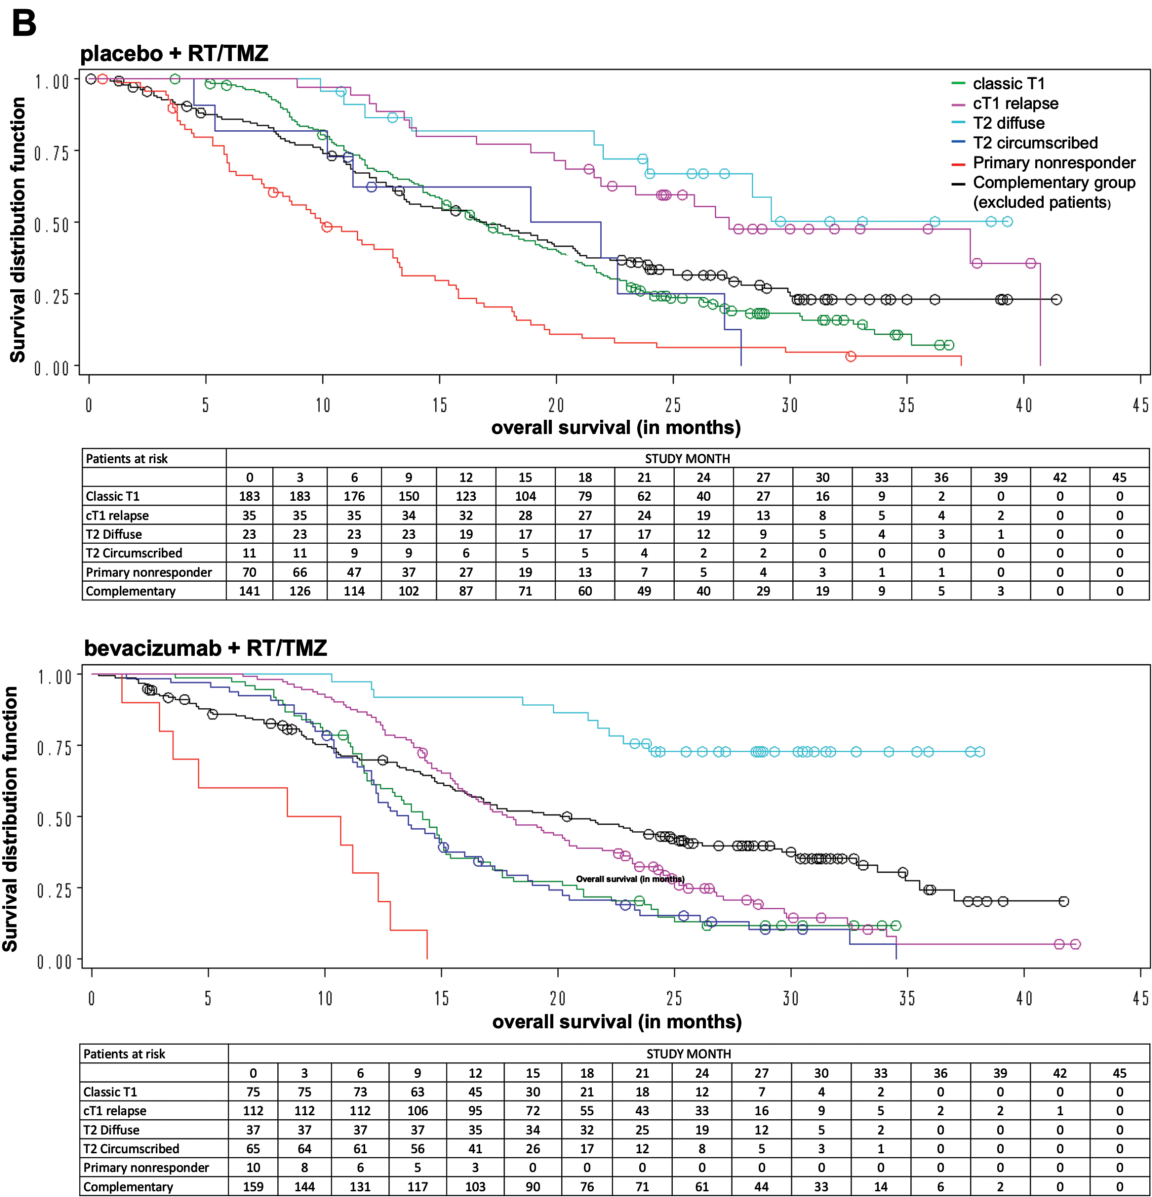 B
placebo + RT/TMZ
Survival distribution function
1.00
0.75
0.50
0.25
0.00
classic T1
cT1 relapse
T2 diffuse
T2 circumscribed
Primary nonresponder
Complementary group
(excluded patients)
0 5 10 15 20 25 30 35 40 45
overall survival (in months)
Patients at risk STUDY MONTH
0 3 6 9 12 15 18 21 24 27 30 33 36 39 42 45
Classic T1 183 183 176 150 123 104 79 62 40 27 16 9 2 0 0 0
cT1 relapse 35 35 35 34 32 28 27 24 19 13 8 5 4 2 0 0
T2 Diffuse 23 23 23 23 19 17 17 17 12 9 5 4 3 1 0 0
T2 Circumscribed 11 11 9 9 6 5 5 4 2 2 0 0 0 0 0 0
Primary nonresponder 70 66 47 37 27 19 13 7 5 4 3 1 1 0 0 0
Complementary 141 126 114 102 87 71 60 49 40 29 19 9 5 3 0 0
bevacizumab + RT/TMZ
Survival distribution function
1.00
0.75
0.50
0.25
0.00
Overall survival (in months)
0 5 10 15 20 25 30 35 40 45
overall survival (in months)
Patients at risk STUDY MONTH
0 3 6 9 12 15 18 21 24 27 30 33 36 39 42 45
Classic T1 75 75 73 63 45 30 21 18 12 7 4 2 0 0 0 0
cT1 relapse 112 112 112 106 95 72 55 43 33 16 9 5 2 2 1 0
T2 Diffuse 37 37 37 37 35 34 32 25 19 12 5 2 0 0 0 0
T2 Circumscribed 65 64 61 56 41 26 17 12 8 5 3 1 0 0 0 0
Primary nonresponder 10 8 6 5 3 0 0 0 0 0 0 0 0 0 0 0
Complementary 159 144 131 117 103 90 76 71 61 44 33 14 6 2 0 0